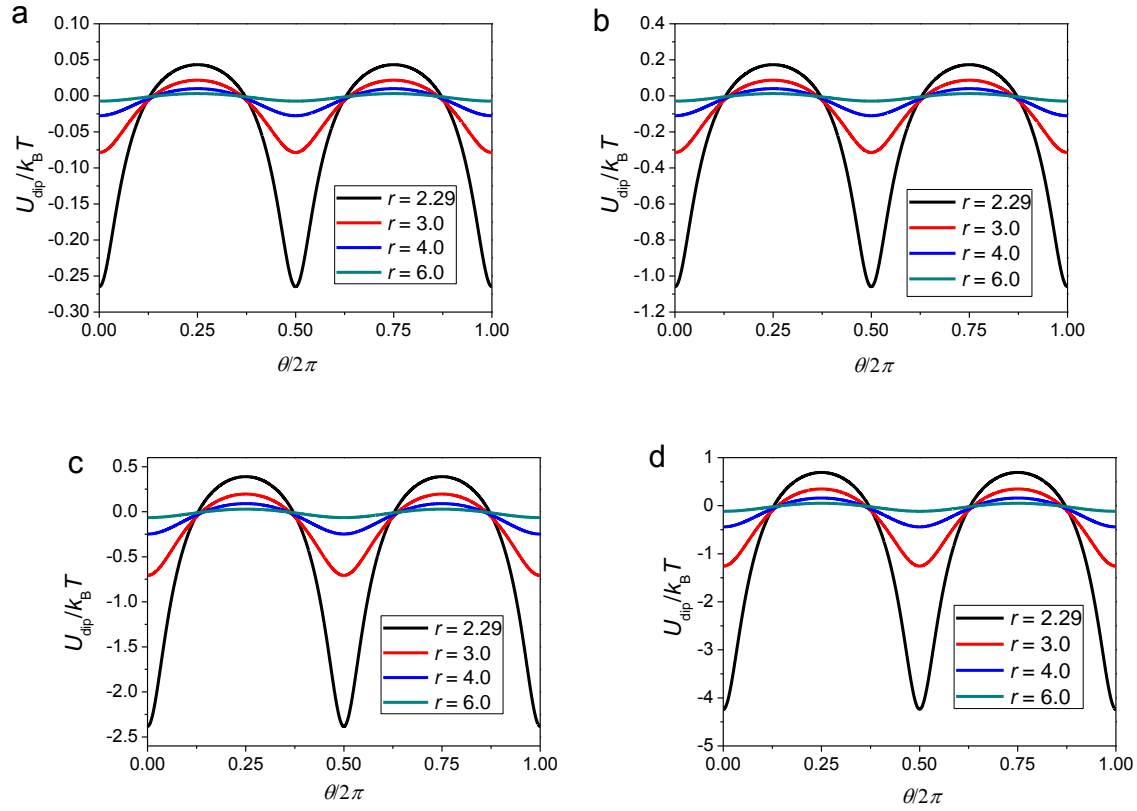 a
0.10
0.05
0.00
-0.05
-0.10
-0.15
-0.20
-0.25
-0.30
U_dip/k_B T
r = 2.29
r = 3.0
r = 4.0
r = 6.0
0.00 0.25 0.50 0.75 1.00
θ/2π
b
0.4
0.2
0.0
-0.2
-0.4
-0.6
-0.8
-1.0
-1.2
U_dip/k_B T
r = 2.29
r = 3.0
r = 4.0
r = 6.0
0.00 0.25 0.50 0.75 1.00
θ/2π
c
0.5
0.0
-0.5
-1.0
-1.5
-2.0
-2.5
U_dip/k_B T
r = 2.29
r = 3.0
r = 4.0
r = 6.0
0.00 0.25 0.50 0.75 1.00
θ/2π
d
1
0
-1
-2
-3
-4
-5
U_dip/k_B T
r = 2.29
r = 3.0
r = 4.0
r = 6.0
0.00 0.25 0.50 0.75 1.00
θ/2π